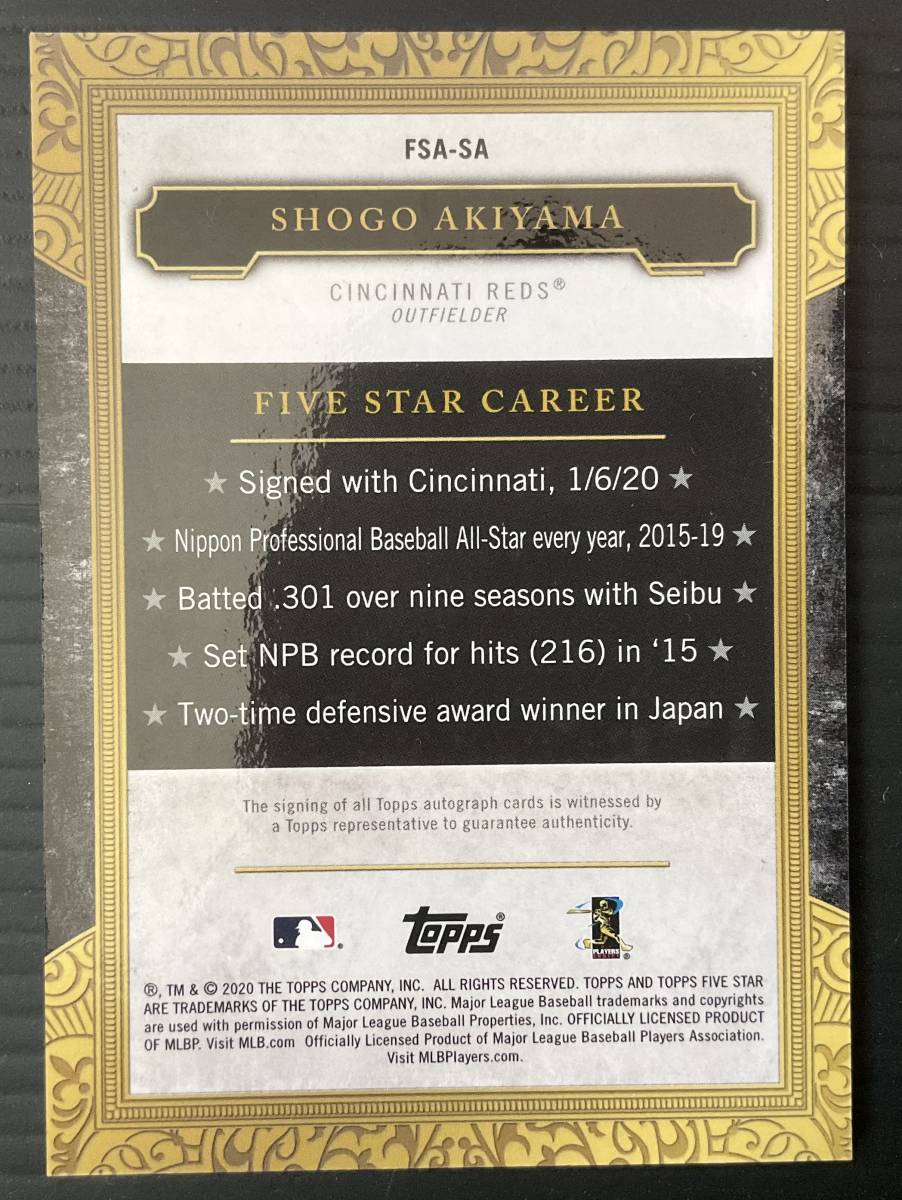 FSA-SA
SHOGO AKIYAMA
CINCINNATI REDS®
OUTFIELDER
FIVE STAR CAREER
★ Signed with Cincinnati, 1/6/20 ★
★ Nippon Professional Baseball All-Star every year, 2015-19 ★
★ Batted .301 over nine seasons with Seibu ★
★ Set NPB record for hits (216) in ‘15 ★
★ Two-time defensive award winner in Japan ★
The signing of all Topps autograph cards is witnessed by
a Topps representative to guarantee authenticity.
topps® PLAYERS
®, TM & © 2020 THE TOPPS COMPANY, INC. ALL RIGHTS RESERVED. TOPPS AND TOPPS FIVE STAR
ARE TRADEMARKS OF THE TOPPS COMPANY, INC. Major League Baseball trademarks and copyrights
are used with permission of Major League Baseball Properties, Inc. OFFICIALLY LICENSED PRODUCT
OF MLBP. Visit MLB.com Officially Licensed Product of Major League Baseball Players Association.
Visit MLBPlayers.com.